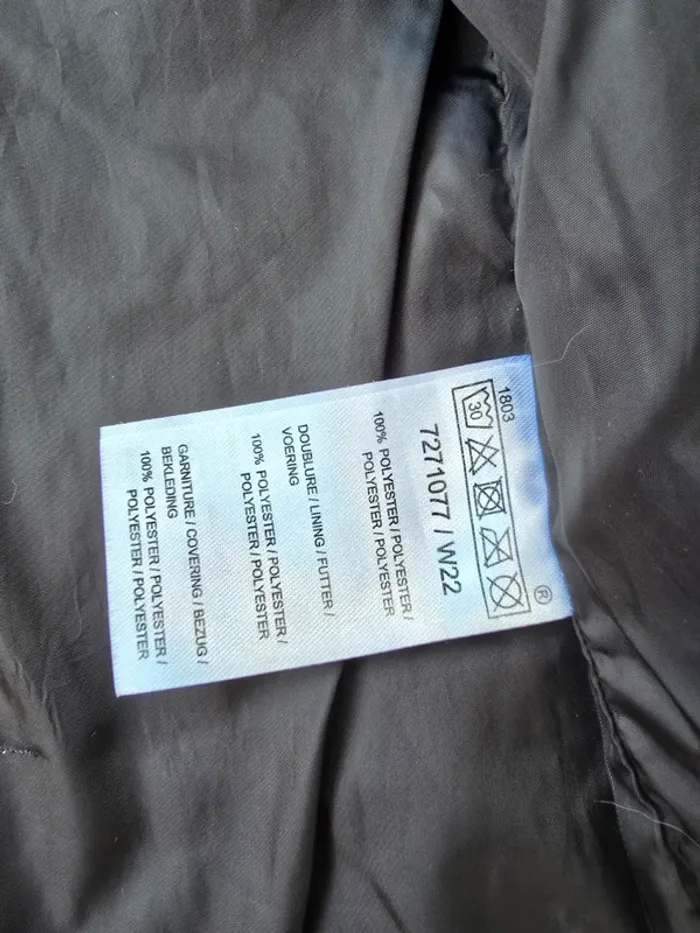 1803
30
®
7271077 / W22
100% POLYESTER / POLYESTER /
POLYESTER / POLYESTER
DOUBLURE / LINING / FUTTER /
VOERING
100% POLYESTER / POLYESTER /
POLYESTER / POLYESTER
GARNITURE / COVERING / BEZUG /
BEKLEDING
100% POLYESTER / POLYESTER /
POLYESTER / POLYESTER